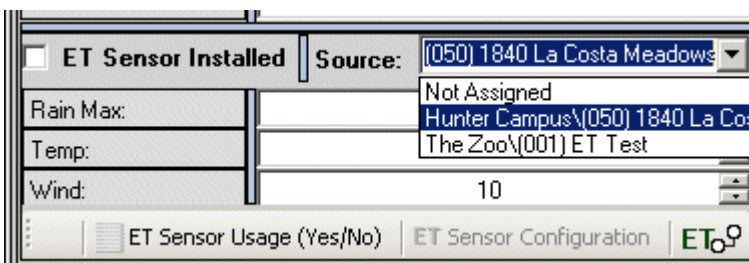 ET Sensor Installed Source: (050) 1840 La Costa Meadows
Not Assigned
Rain Max: Hunter Campus\(050) 1840 La Cos
Temp: The Zoo\(001) ET Test
Wind: 10
ET Sensor Usage (Yes/No) ET Sensor Configuration ET